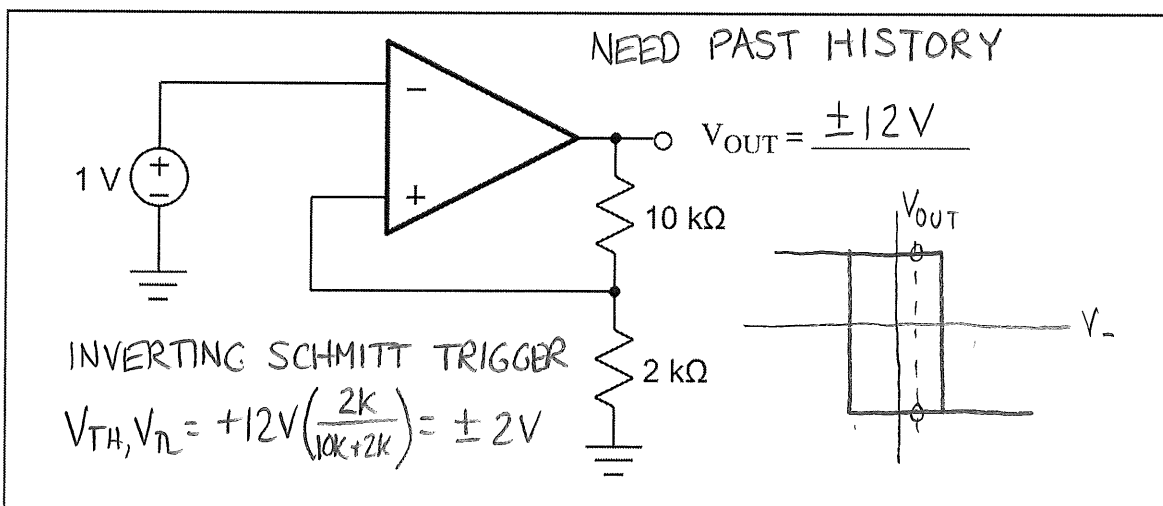 NEED PAST HISTORY
V_OUT = ±12V
1 V
+
−
−
+
10 kΩ
2 kΩ
V_OUT
V_-
INVERTING SCHMITT TRIGGER
V_TH, V_TL = +12V(2K/(10K+2K)) = ±2V